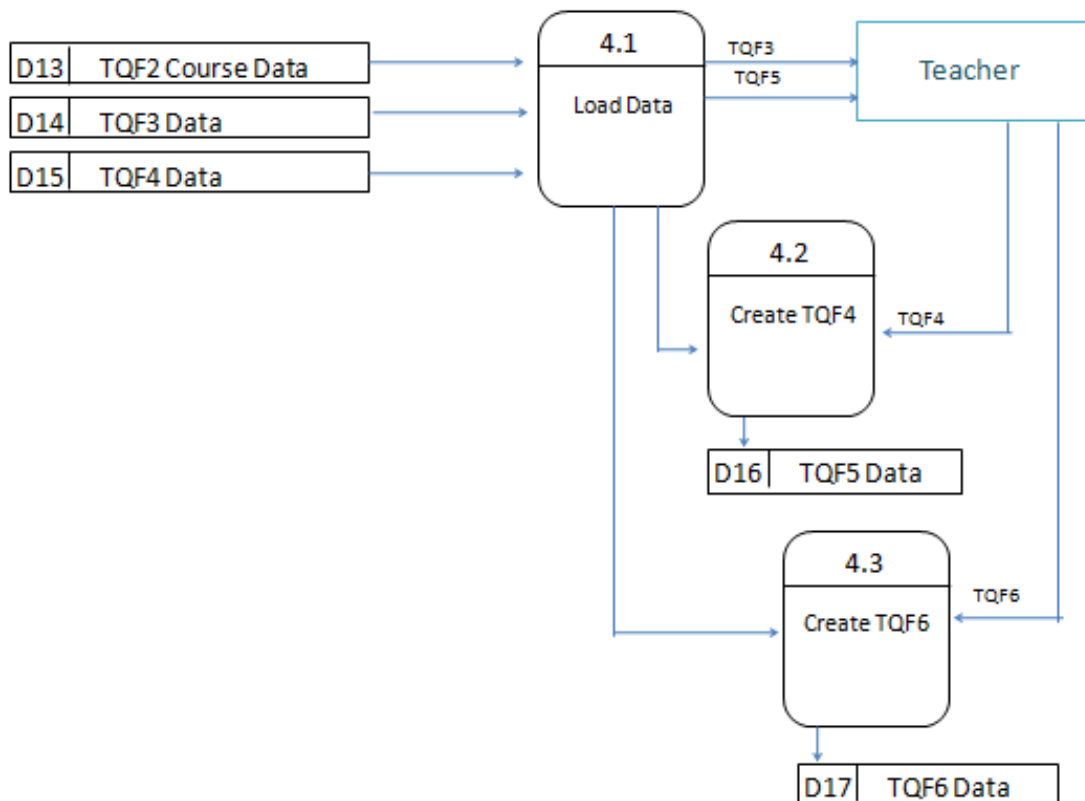 4.1
TQF3
D13 TQF2 Course Data
Teacher
TQF5
Load Data
D14 TQF3 Data
D15 TQF4 Data
4.2
Create TQF4
TQF4
D16 TQF5 Data
4.3
TQF6
Create TQF6
D17 TQF6 Data